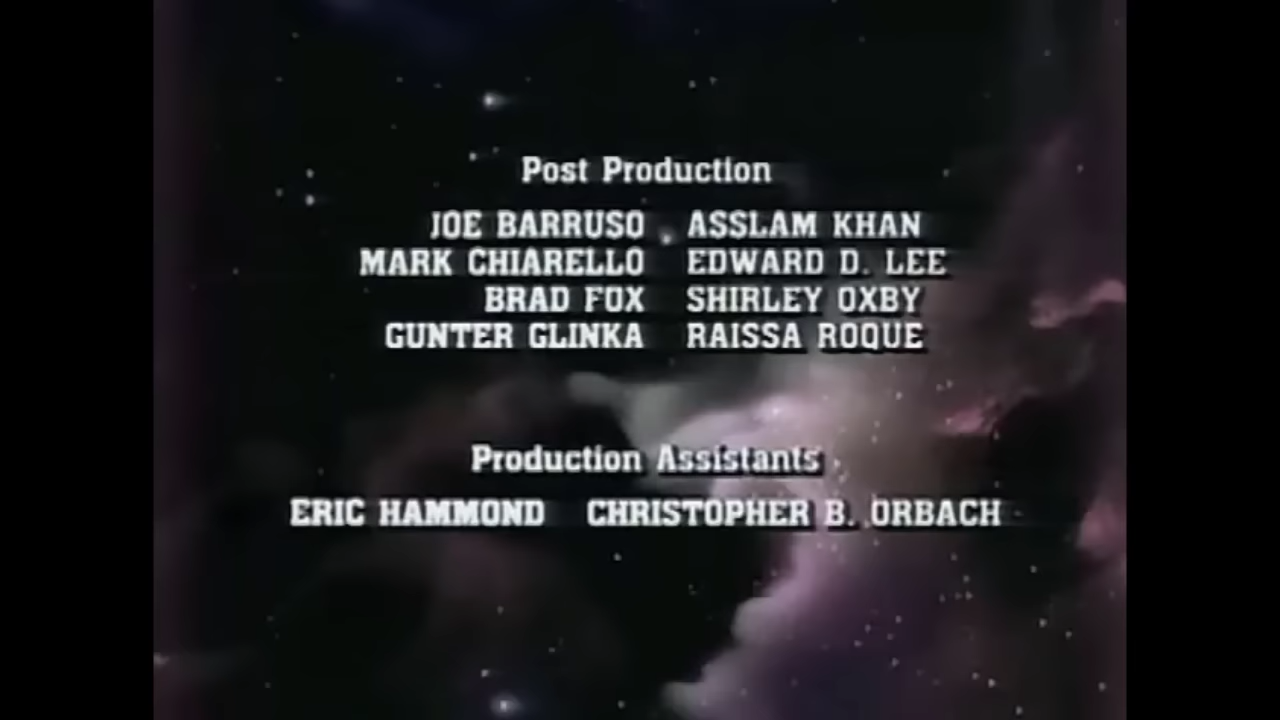 Post Production
JOE BARRUSO ASSLAM KHAN
MARK CHIARELLO EDWARD D. LEE
BRAD FOX SHIRLEY OXBY
GUNTER GLINKA RAISSA ROQUE
Production Assistants
ERIC HAMMOND CHRISTOPHER B. ORBACH